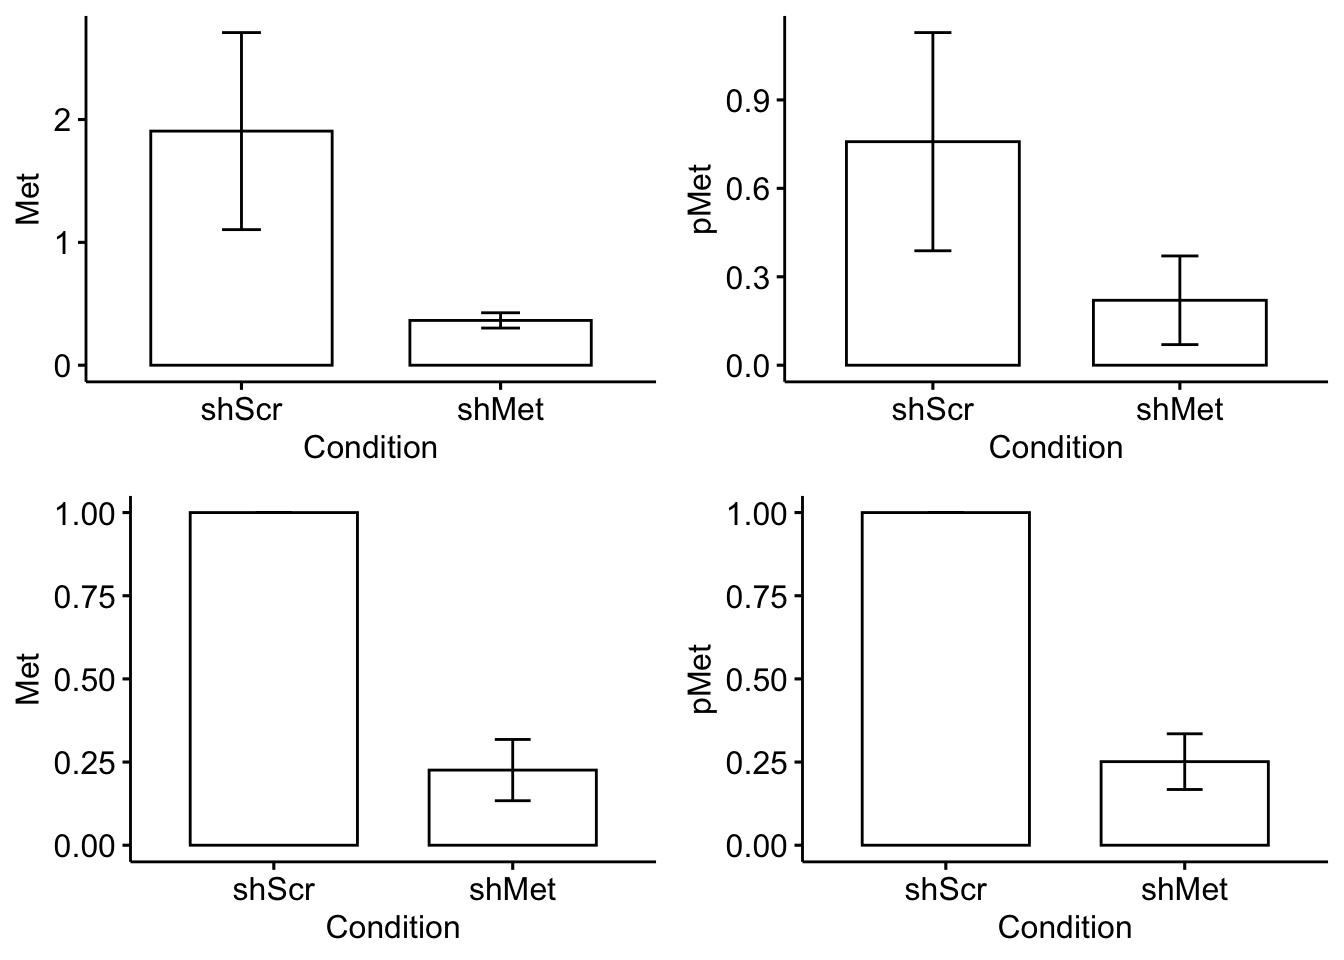 Met
2
1
0
shScr shMet
Condition
pMet
0.9
0.6
0.3
0.0
shScr shMet
Condition
Met
1.00
0.75
0.50
0.25
0.00
shScr shMet
Condition
pMet
1.00
0.75
0.50
0.25
0.00
shScr shMet
Condition